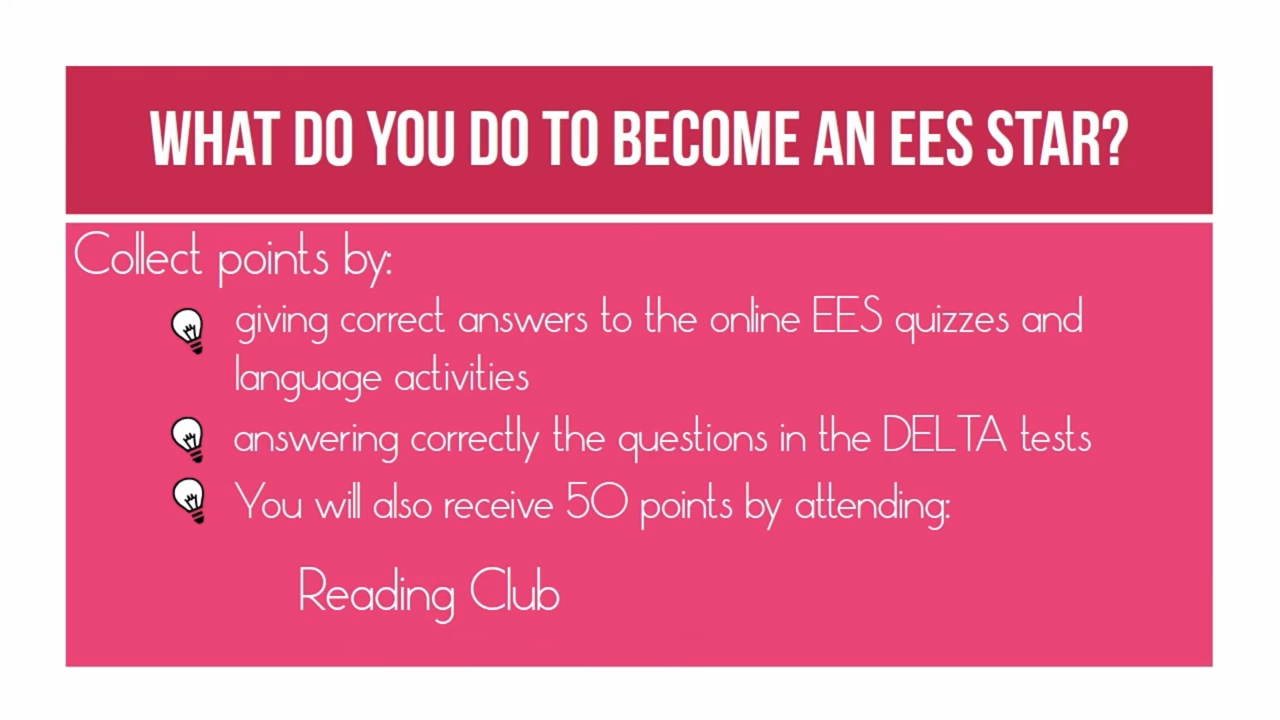 WHAT DO YOU DO TO BECOME AN EES STAR?
Collect points by:
giving correct answers to the online EES quizzes and
language activities
answering correctly the questions in the DELTA tests
You will also receive 50 points by attending:
Reading Club